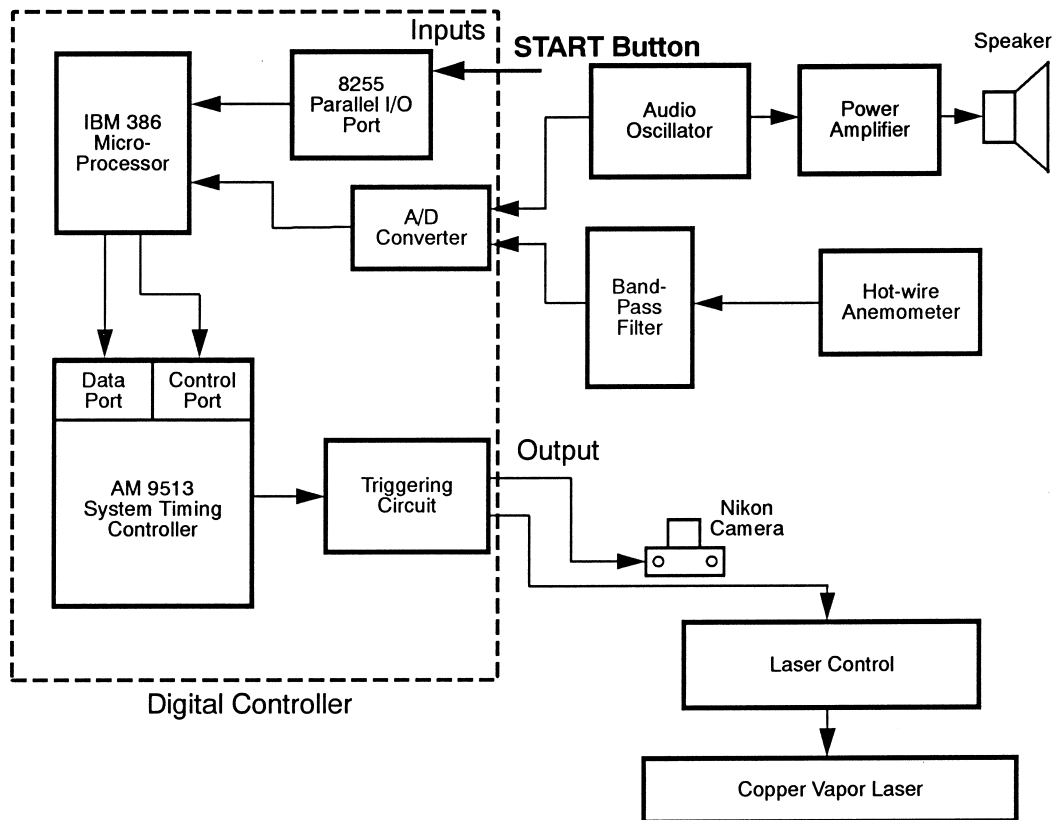 Inputs
START Button
Speaker
8255
Parallel I/O
Port
IBM 386
Micro-
Processor
Audio
Oscillator
Power
Amplifier
A/D
Converter
Band-
Pass
Filter
Hot-wire
Anemometer
Data
Port
Control
Port
AM 9513
System Timing
Controller
Triggering
Circuit
Output
Nikon
Camera
Laser Control
Digital Controller
Copper Vapor Laser